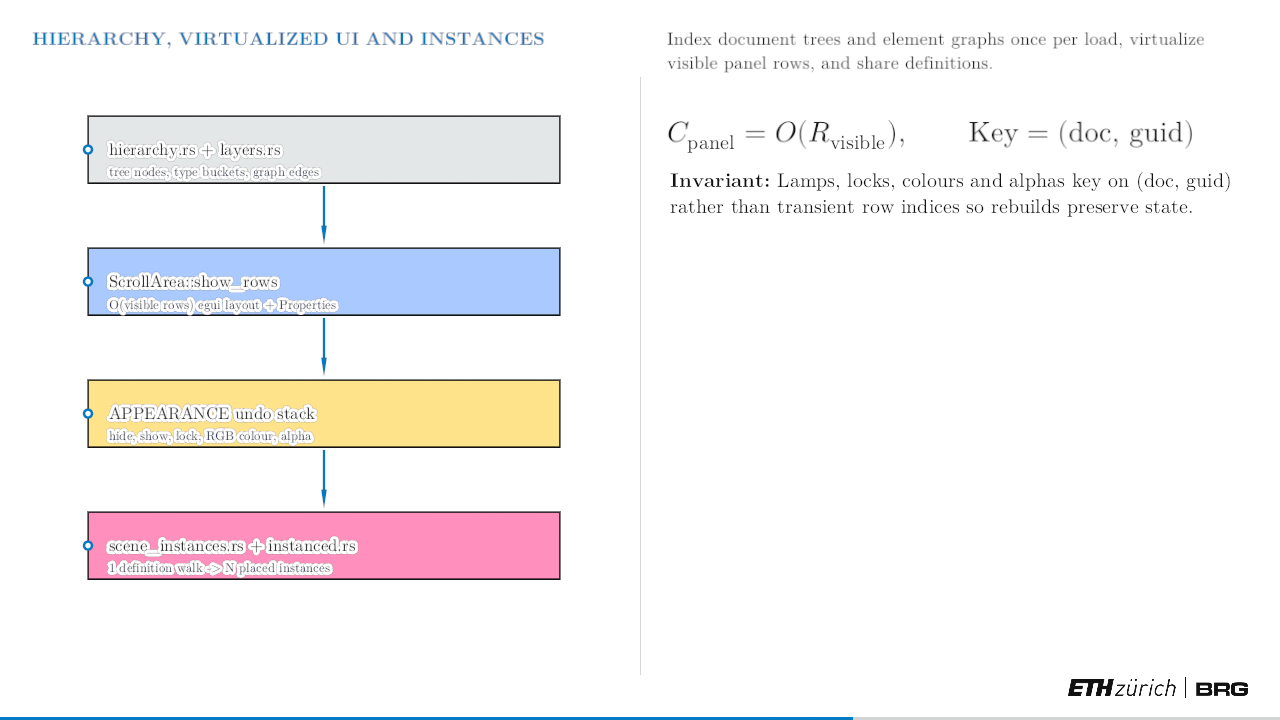 HIERARCHY, VIRTUALIZED UI AND INSTANCES
hierarchy.rs + layers.rs
tree nodes, type buckets, graph edges
ScrollArea::show_rows
O(visible rows) egui layout + Properties
APPEARANCE undo stack
hide, show, lock, RGB colour, alpha
scene_instances.rs + instanced.rs
1 definition walk -> N placed instances
Index document trees and element graphs once per load, virtualize
visible panel rows, and share definitions.
C_panel = O(R_visible), Key = (doc, guid)
Invariant: Lamps, locks, colours and alphas key on (doc, guid)
rather than transient row indices so rebuilds preserve state.
ETH zürich | BRG